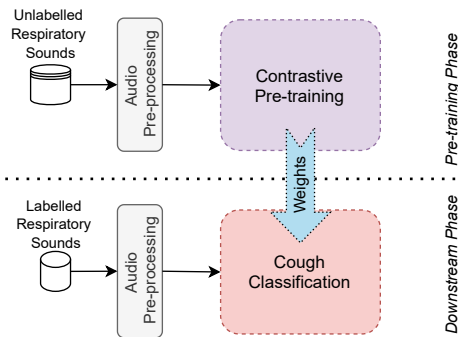 Unlabelled
Respiratory
Sounds
Audio
Pre-processing
Contrastive
Pre-training
Pre-training Phase
Weights
Labelled
Respiratory
Sounds
Audio
Pre-processing
Cough
Classification
Downstream Phase